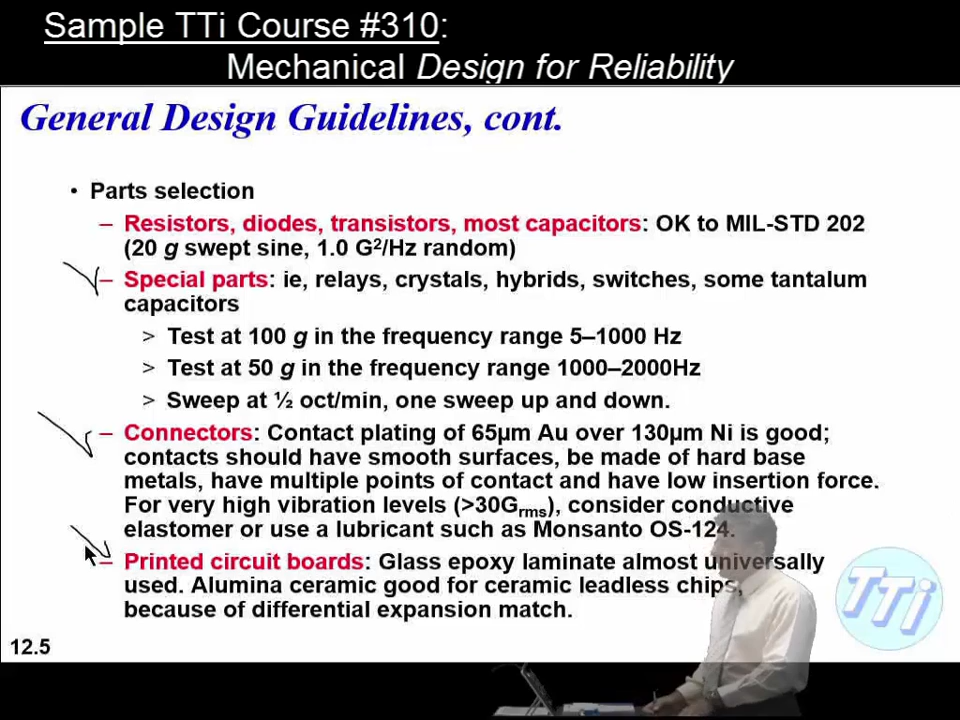 Sample TTi Course #310:
Mechanical Design for Reliability
General Design Guidelines, cont.
• Parts selection
– Resistors, diodes, transistors, most capacitors: OK to MIL-STD 202
(20 g swept sine, 1.0 G²/Hz random)
– Special parts: ie, relays, crystals, hybrids, switches, some tantalum
capacitors
> Test at 100 g in the frequency range 5–1000 Hz
> Test at 50 g in the frequency range 1000–2000Hz
> Sweep at ½ oct/min, one sweep up and down.
– Connectors: Contact plating of 65µm Au over 130µm Ni is good;
contacts should have smooth surfaces, be made of hard base
metals, have multiple points of contact and have low insertion force.
For very high vibration levels (>30Grms), consider conductive
elastomer or use a lubricant such as Monsanto OS-124.
– Printed circuit boards: Glass epoxy laminate almost universally
used. Alumina ceramic good for ceramic leadless chips,
because of differential expansion match.
TTi
12.5